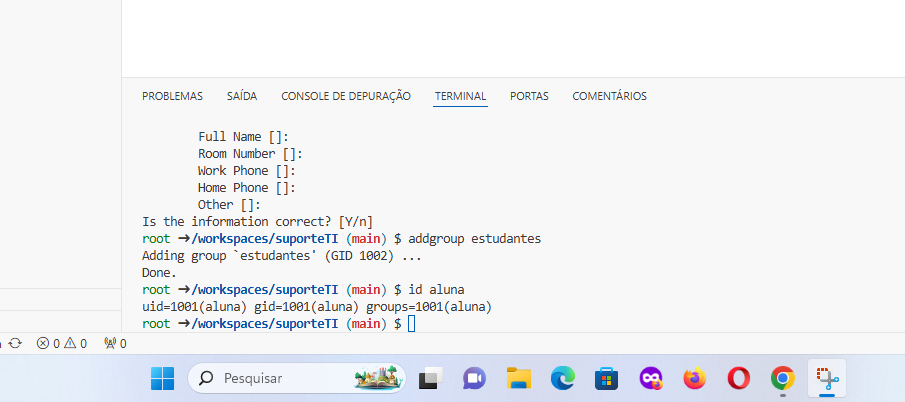 PROBLEMAS SAÍDA CONSOLE DE DEPURAÇÃO TERMINAL PORTAS COMENTÁRIOS
Full Name []:
Room Number []:
Work Phone []:
Home Phone []:
Other []:
Is the information correct? [Y/n]
root ➜/workspaces/suporteTI (main) $ addgroup estudantes
Adding group `estudantes' (GID 1002) ...
Done.
root ➜/workspaces/suporteTI (main) $ id aluna
uid=1001(aluna) gid=1001(aluna) groups=1001(aluna)
root ➜/workspaces/suporteTI (main) $
0 0 0
Pesquisar